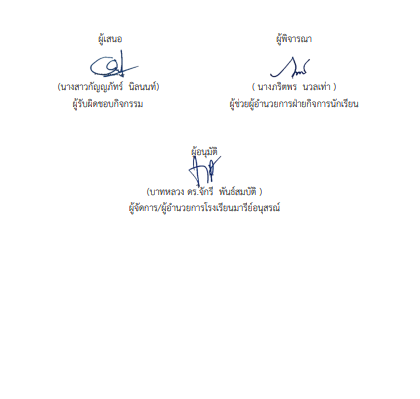 ผู้เสนอ
ผู้พิจารณา
(นางสาวกัญญภัทร์ นิลนนท์)
( นางภริตพร นวลเท่า )
ผู้รับผิดชอบกิจกรรม
ผู้ช่วยผู้อำนวยการฝ่ายกิจการนักเรียน
ผู้อนุมัติ
(บาทหลวง ดร.จักรี พันธ์สมบัติ )
ผู้จัดการ/ผู้อำนวยการโรงเรียนมารีย์อนุสรณ์